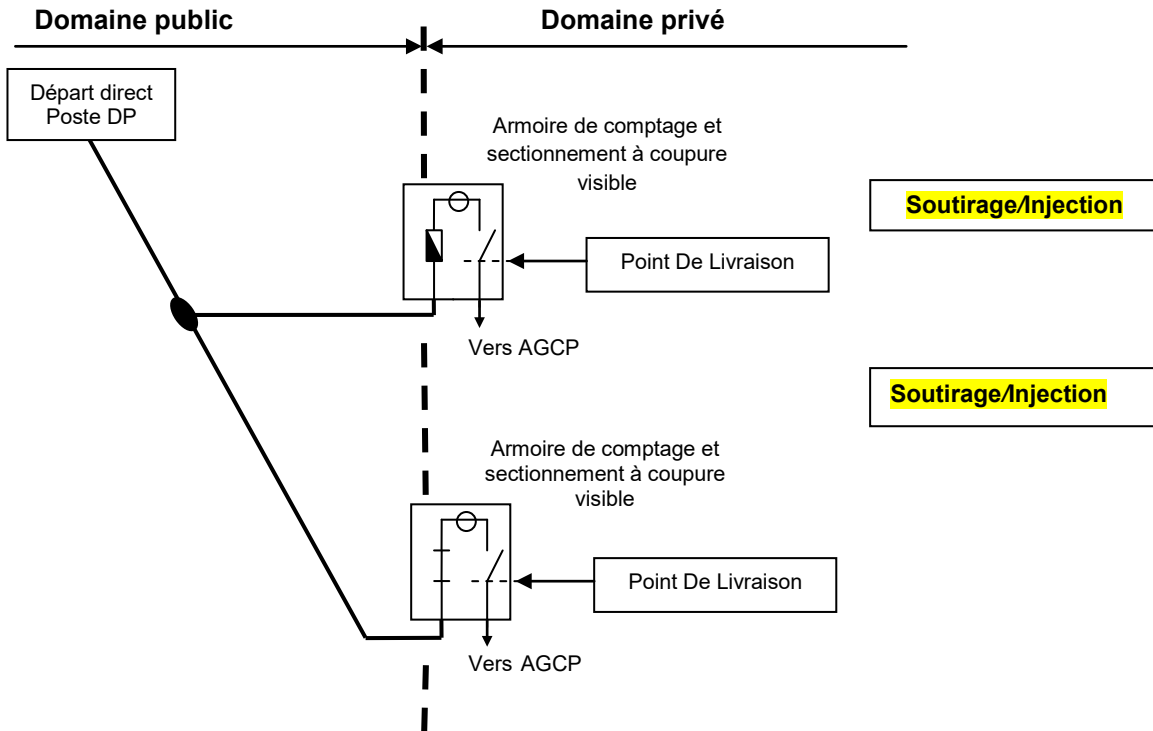 Domaine public
Domaine privé
Départ direct
Poste DP
Armoire de comptage et
sectionnement à coupure
visible
Soutirage/Injection
Point De Livraison
Vers AGCP
Soutirage/Injection
Armoire de comptage et
sectionnement à coupure
visible
Point De Livraison
Vers AGCP